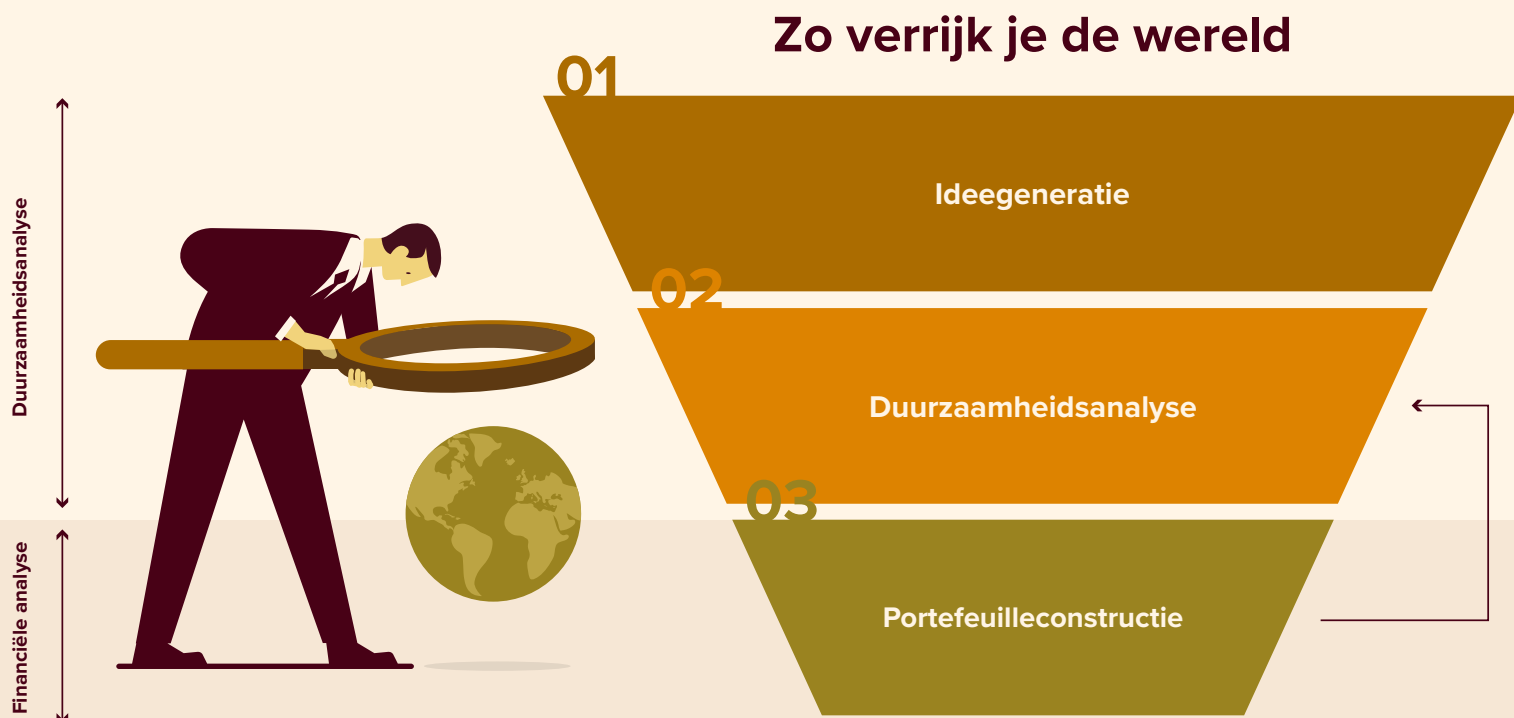 Zo verrijk je de wereld
01
Ideegeneratie
02
Duurzaamheidsanalyse
03
Portefeuilleconstructie
Duurzaamheidsanalyse
Financiële analyse